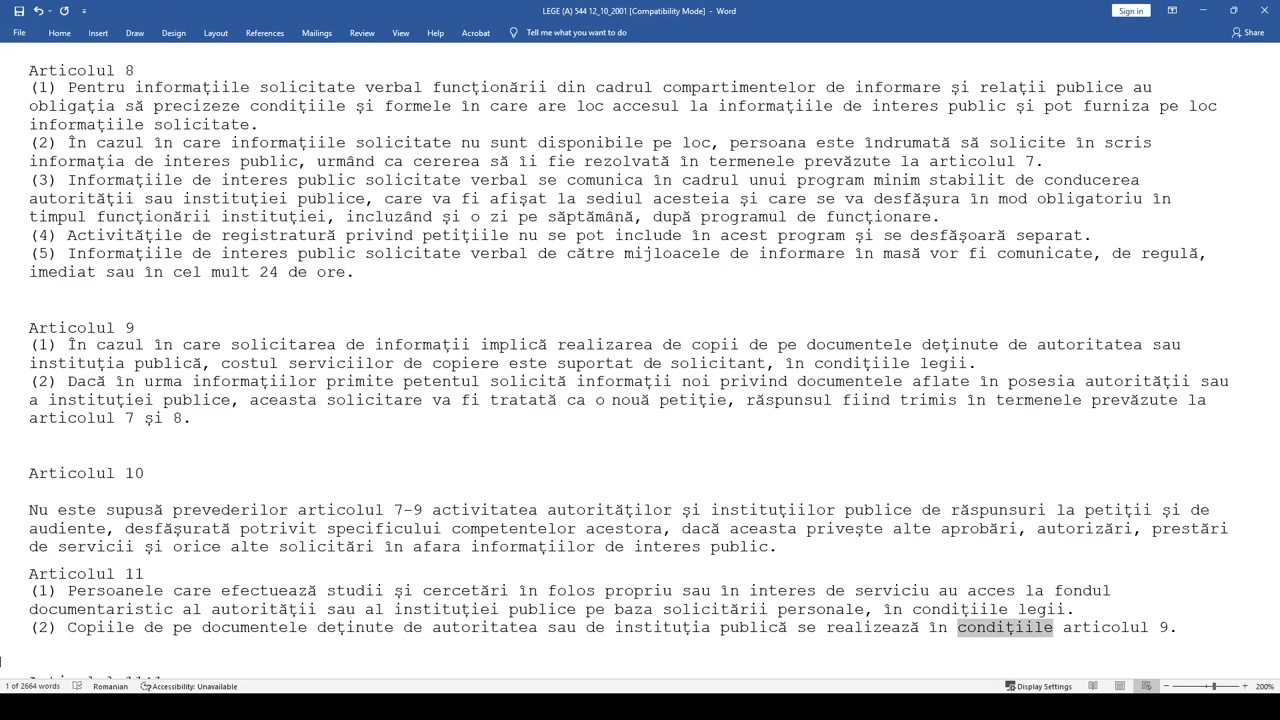 LEGE (A) 544 12_10_2001 [Compatibility Mode] - Word
Sign in
File Home Insert Draw Design Layout References Mailings Review View Help Acrobat Tell me what you want to do Share
Articolul 8
(1) Pentru informațiile solicitate verbal funcționării din cadrul compartimentelor de informare și relații publice au
obligația să precizeze condițiile și formele în care are loc accesul la informațiile de interes public și pot furniza pe loc
informațiile solicitate.
(2) În cazul în care informațiile solicitate nu sunt disponibile pe loc, persoana este îndrumată să solicite în scris
informația de interes public, urmând ca cererea să îi fie rezolvată în termenele prevăzute la articolul 7.
(3) Informațiile de interes public solicitate verbal se comunica în cadrul unui program minim stabilit de conducerea
autorității sau instituției publice, care va fi afișat la sediul acesteia și care se va desfășura în mod obligatoriu în
timpul funcționării instituției, incluzând și o zi pe săptămână, după programul de funcționare.
(4) Activitățile de registratură privind petițiile nu se pot include în acest program și se desfășoară separat.
(5) Informațiile de interes public solicitate verbal de către mijloacele de informare în masă vor fi comunicate, de regulă,
imediat sau în cel mult 24 de ore.
Articolul 9
(1) În cazul în care solicitarea de informații implică realizarea de copii de pe documentele deținute de autoritatea sau
instituția publică, costul serviciilor de copiere este suportat de solicitant, în condițiile legii.
(2) Dacă în urma informațiilor primite petentul solicită informații noi privind documentele aflate în posesia autorității sau
a instituției publice, aceasta solicitare va fi tratată ca o nouă petiție, răspunsul fiind trimis în termenele prevăzute la
articolul 7 și 8.
Articolul 10
Nu este supusă prevederilor articolul 7-9 activitatea autorităților și instituțiilor publice de răspunsuri la petiții și de
audiente, desfășurată potrivit specificului competentelor acestora, dacă aceasta privește alte aprobări, autorizări, prestări
de servicii și orice alte solicitări în afara informațiilor de interes public.
Articolul 11
(1) Persoanele care efectuează studii și cercetări în folos propriu sau în interes de serviciu au acces la fondul
documentaristic al autorității sau al instituției publice pe baza solicitării personale, în condițiile legii.
(2) Copiile de pe documentele deținute de autoritatea sau de instituția publică se realizează în condițiile articolul 9.
1 of 2664 words Romanian Accessibility: Unavailable Display Settings 200%